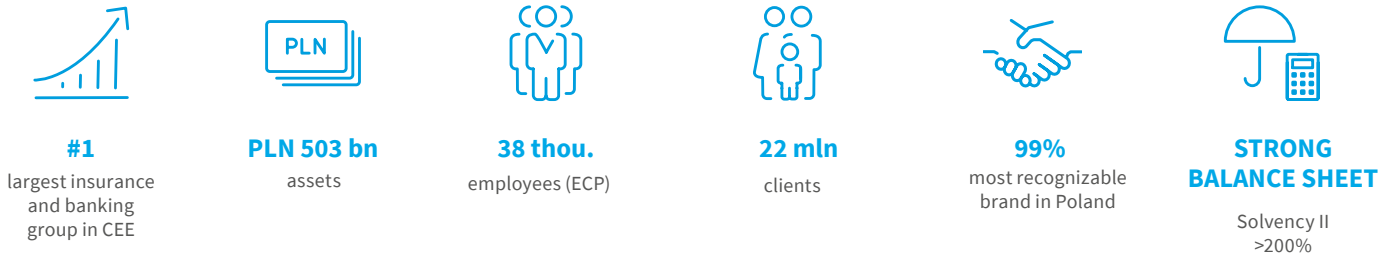 PLN
#1
largest insurance
and banking
group in CEE
PLN 503 bn
assets
38 thou.
employees (ECP)
22 mln
clients
99%
most recognizable
brand in Poland
STRONG
BALANCE SHEET
Solvency II
>200%